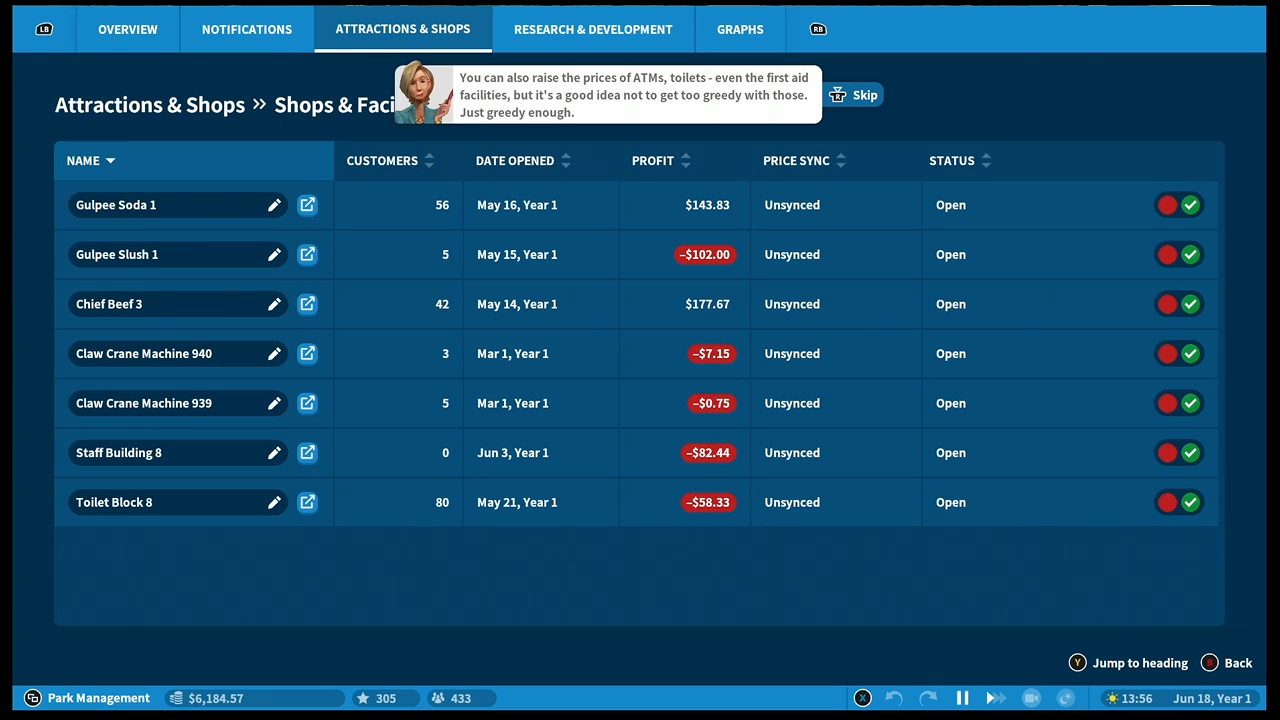 LB
OVERVIEW
NOTIFICATIONS
ATTRACTIONS & SHOPS
RESEARCH & DEVELOPMENT
GRAPHS
RB
You can also raise the prices of ATMs, toilets - even the first aid
facilities, but it's a good idea not to get too greedy with those.
Just greedy enough.
R
Skip
Attractions & Shops » Shops & Faci
NAME CUSTOMERS DATE OPENED PROFIT PRICE SYNC STATUS
Gulpee Soda 1 56 May 16, Year 1 $143.83 Unsynced Open
Gulpee Slush 1 5 May 15, Year 1 –$102.00 Unsynced Open
Chief Beef 3 42 May 14, Year 1 $177.67 Unsynced Open
Claw Crane Machine 940 3 Mar 1, Year 1 –$7.15 Unsynced Open
Claw Crane Machine 939 5 Mar 1, Year 1 –$0.75 Unsynced Open
Staff Building 8 0 Jun 3, Year 1 –$82.44 Unsynced Open
Toilet Block 8 80 May 21, Year 1 –$58.33 Unsynced Open
Y Jump to heading B Back
Park Management $6,184.57 305 433 X 13:56 Jun 18, Year 1